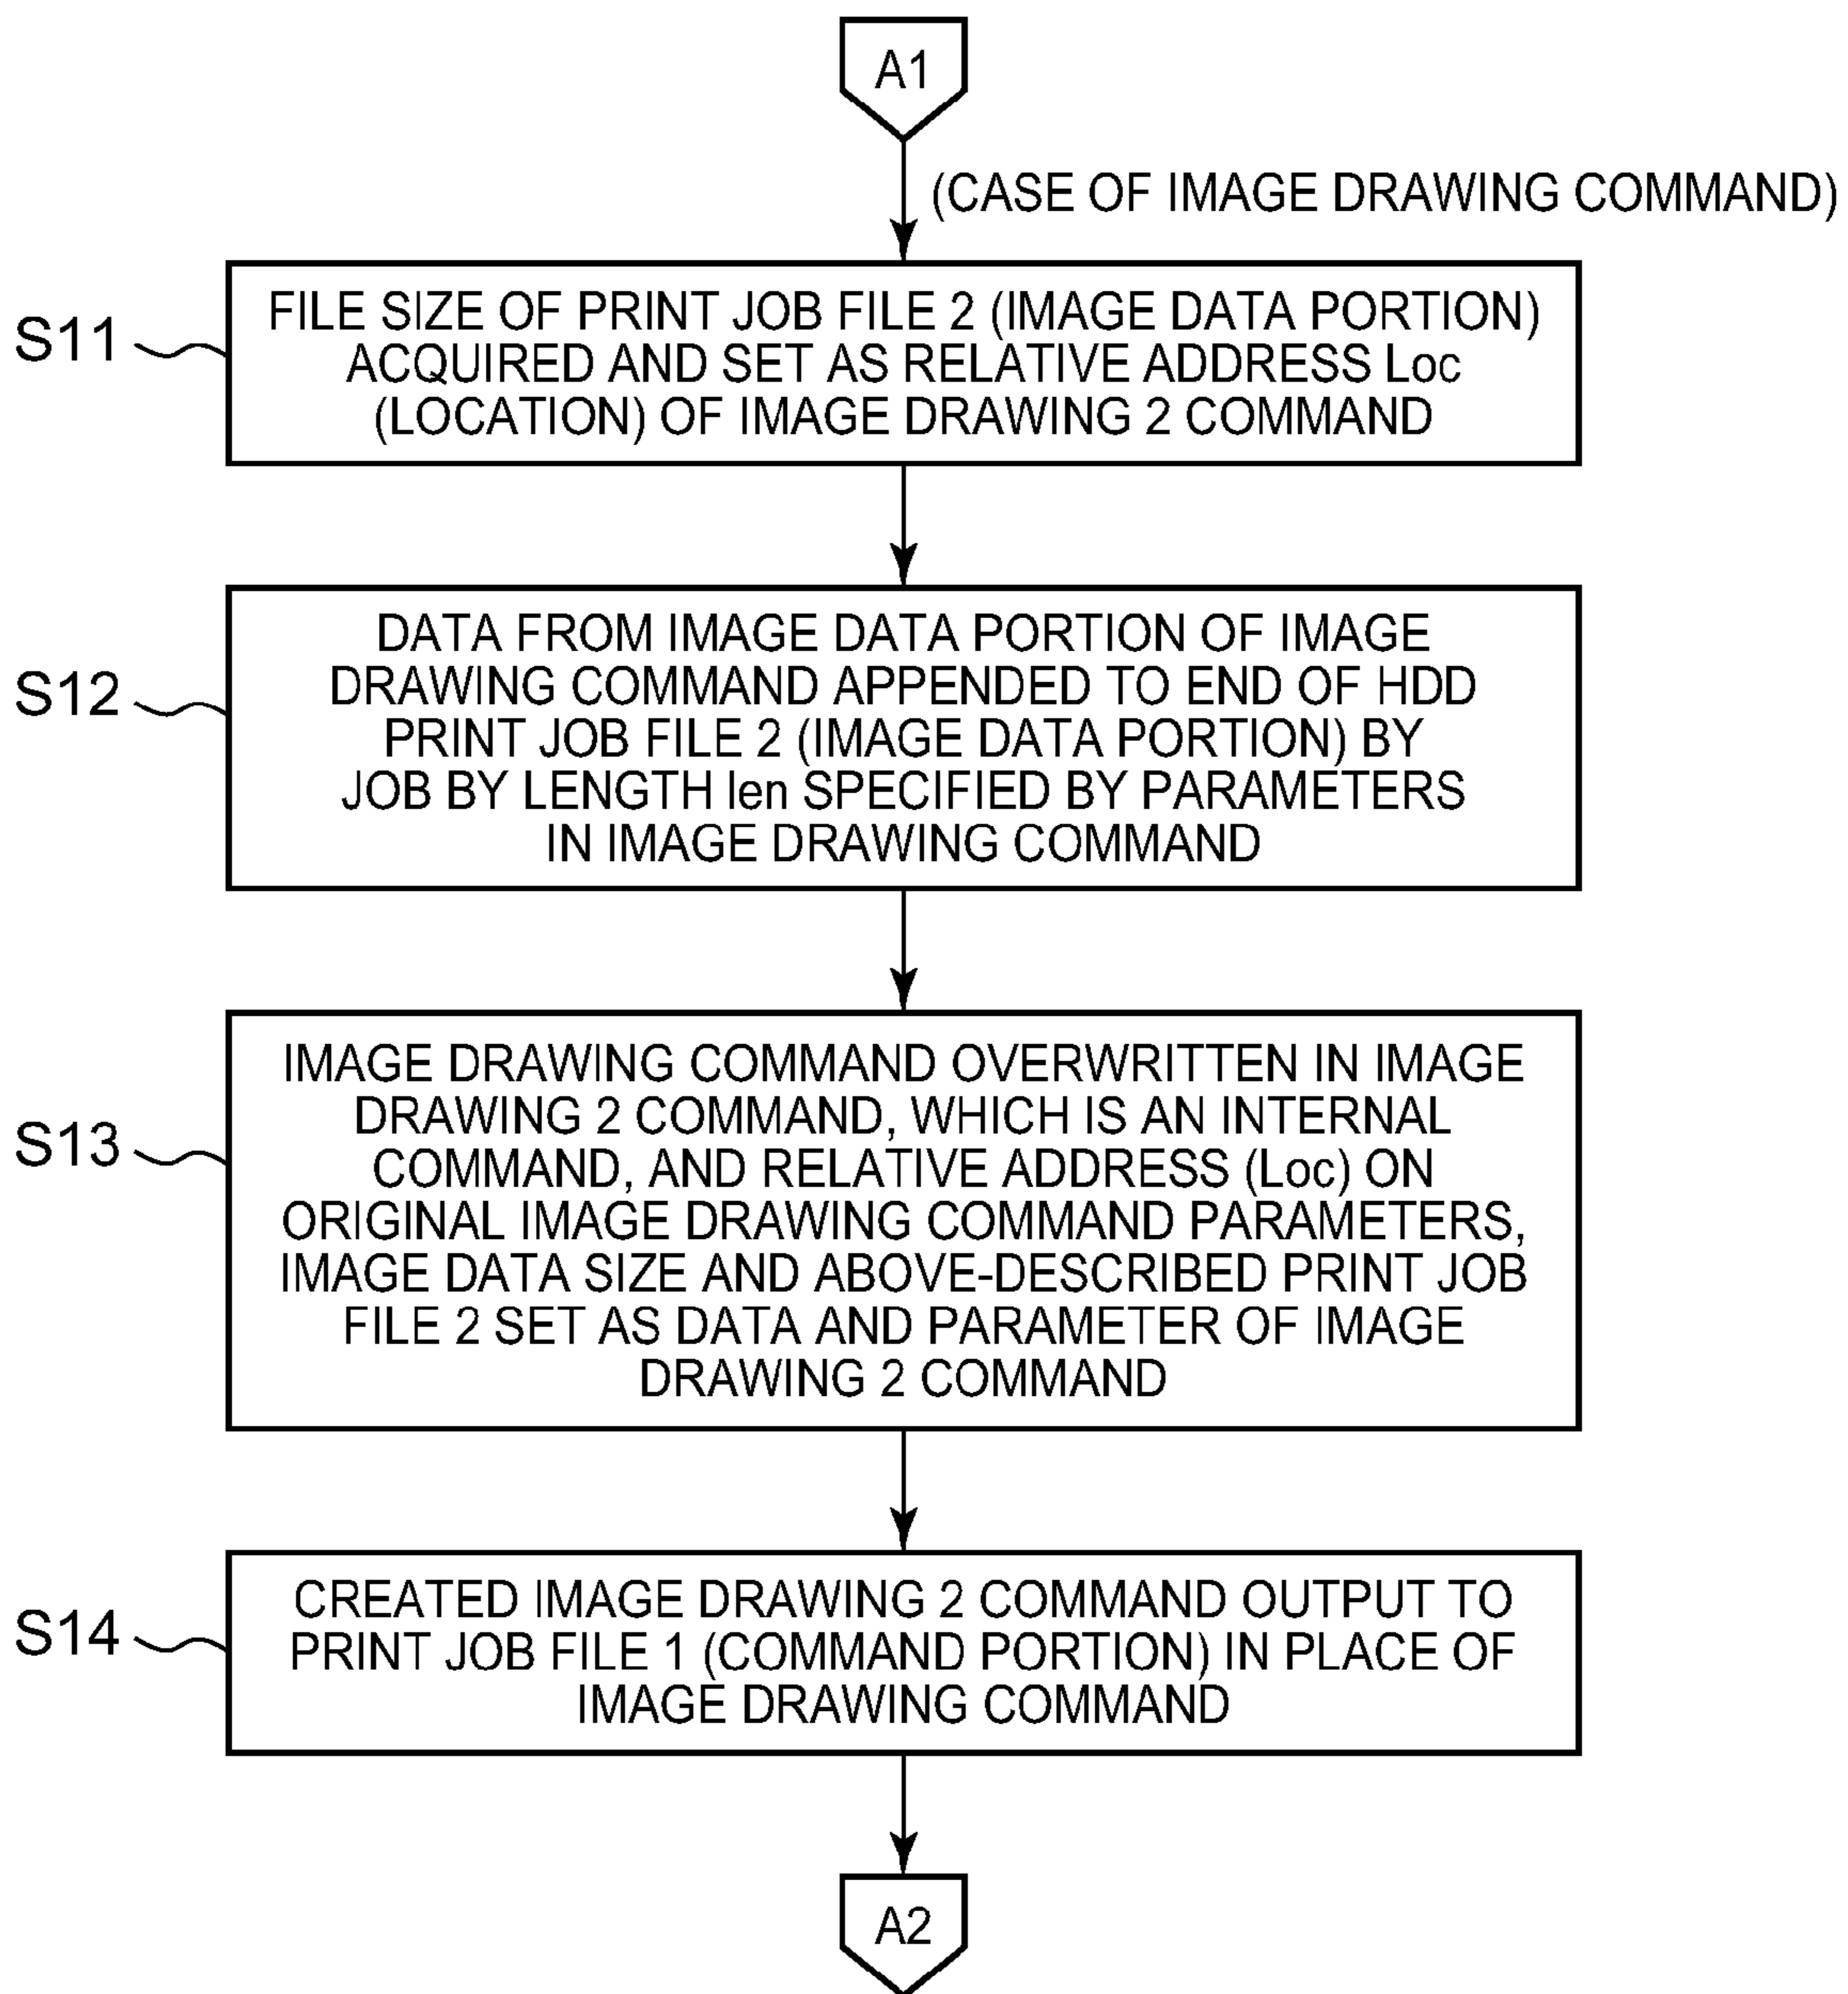 A1
(CASE OF IMAGE DRAWING COMMAND)
S11
FILE SIZE OF PRINT JOB FILE 2 (IMAGE DATA PORTION)
ACQUIRED AND SET AS RELATIVE ADDRESS Loc
(LOCATION) OF IMAGE DRAWING 2 COMMAND
S12
DATA FROM IMAGE DATA PORTION OF IMAGE
DRAWING COMMAND APPENDED TO END OF HDD
PRINT JOB FILE 2 (IMAGE DATA PORTION) BY
JOB BY LENGTH len SPECIFIED BY PARAMETERS
IN IMAGE DRAWING COMMAND
S13
IMAGE DRAWING COMMAND OVERWRITTEN IN IMAGE
DRAWING 2 COMMAND, WHICH IS AN INTERNAL
COMMAND, AND RELATIVE ADDRESS (Loc) ON
ORIGINAL IMAGE DRAWING COMMAND PARAMETERS,
IMAGE DATA SIZE AND ABOVE-DESCRIBED PRINT JOB
FILE 2 SET AS DATA AND PARAMETER OF IMAGE
DRAWING 2 COMMAND
S14
CREATED IMAGE DRAWING 2 COMMAND OUTPUT TO
PRINT JOB FILE 1 (COMMAND PORTION) IN PLACE OF
IMAGE DRAWING COMMAND
A2